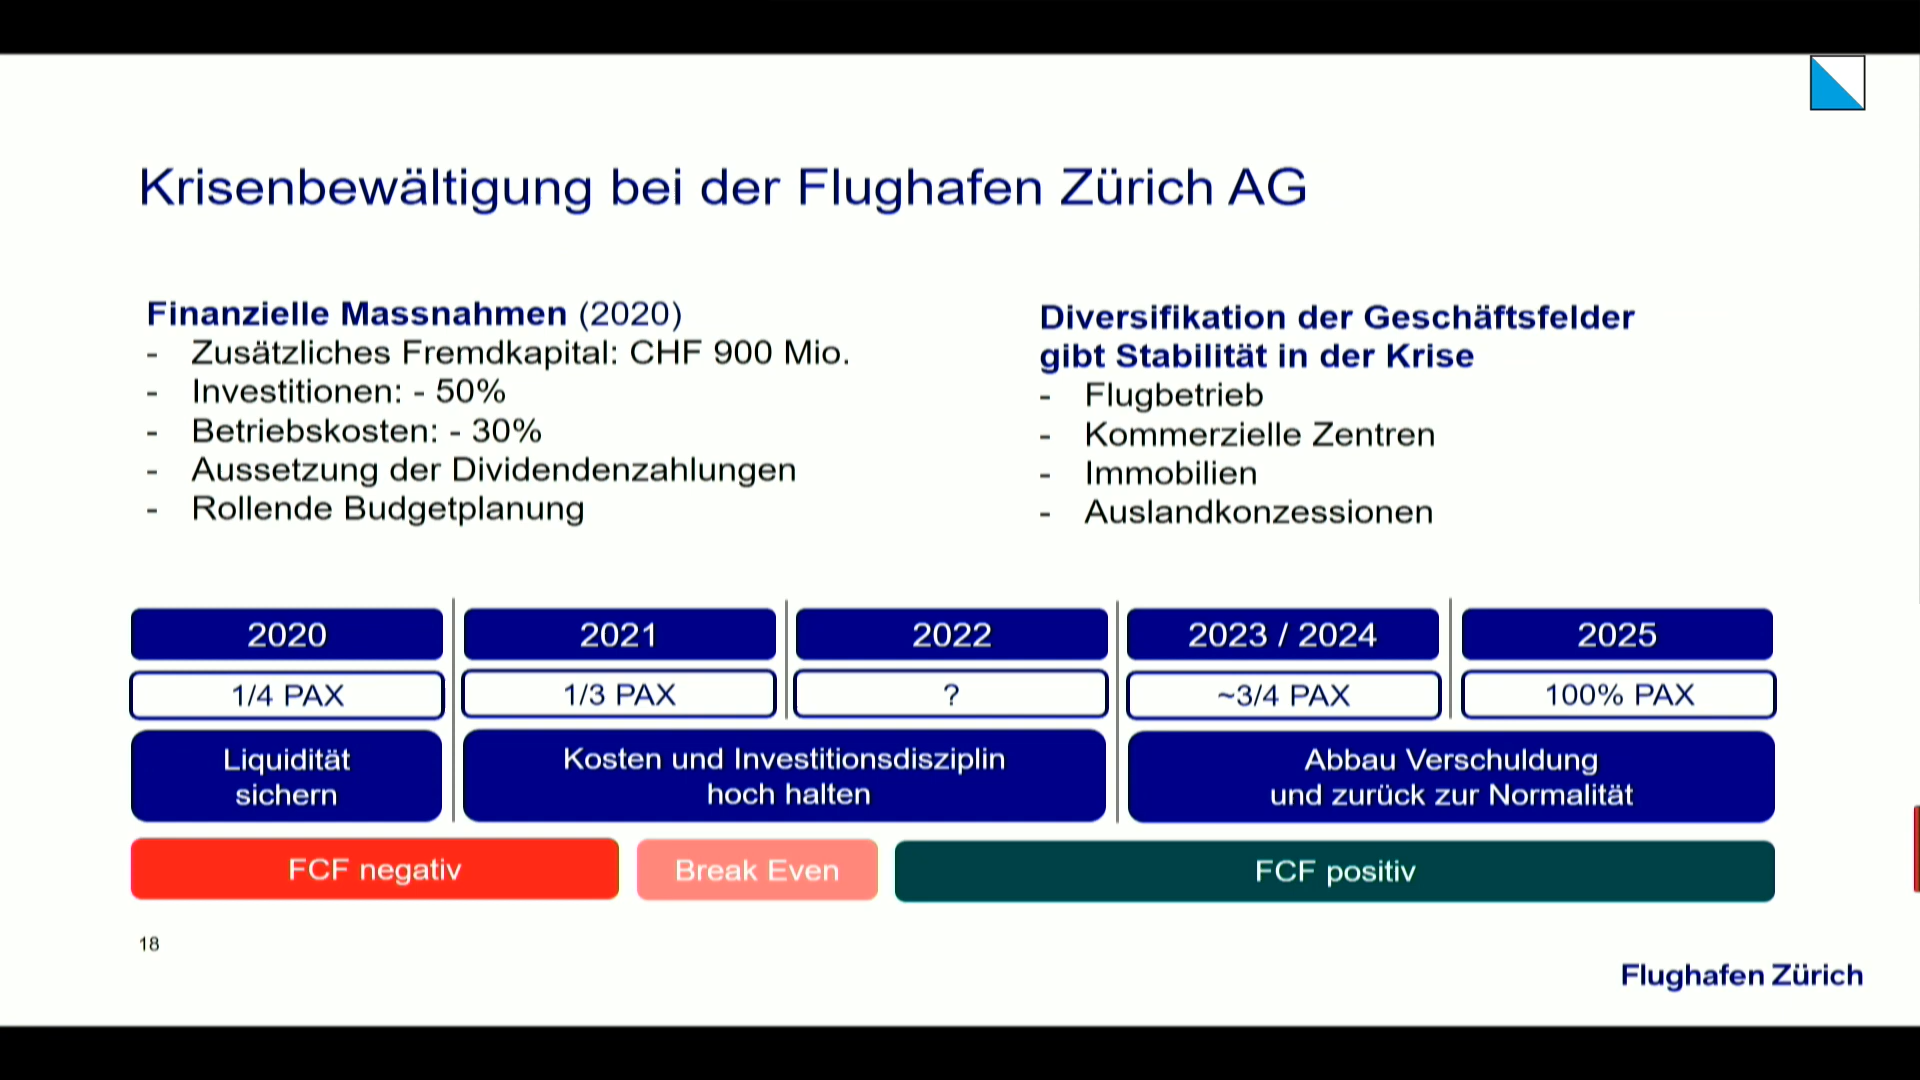 Krisenbewältigung bei der Flughafen Zürich AG
Finanzielle Massnahmen (2020)
- Zusätzliches Fremdkapital: CHF 900 Mio.
- Investitionen: - 50%
- Betriebskosten: - 30%
- Aussetzung der Dividendenzahlungen
- Rollende Budgetplanung
Diversifikation der Geschäftsfelder
gibt Stabilität in der Krise
- Flugbetrieb
- Kommerzielle Zentren
- Immobilien
- Auslandkonzessionen
2020
2021
2022
2023 / 2024
2025
1/4 PAX
1/3 PAX
?
~3/4 PAX
100% PAX
Liquidität
sichern
Kosten und Investitionsdisziplin
hoch halten
Abbau Verschuldung
und zurück zur Normalität
FCF negativ
Break Even
FCF positiv
18
Flughafen Zürich